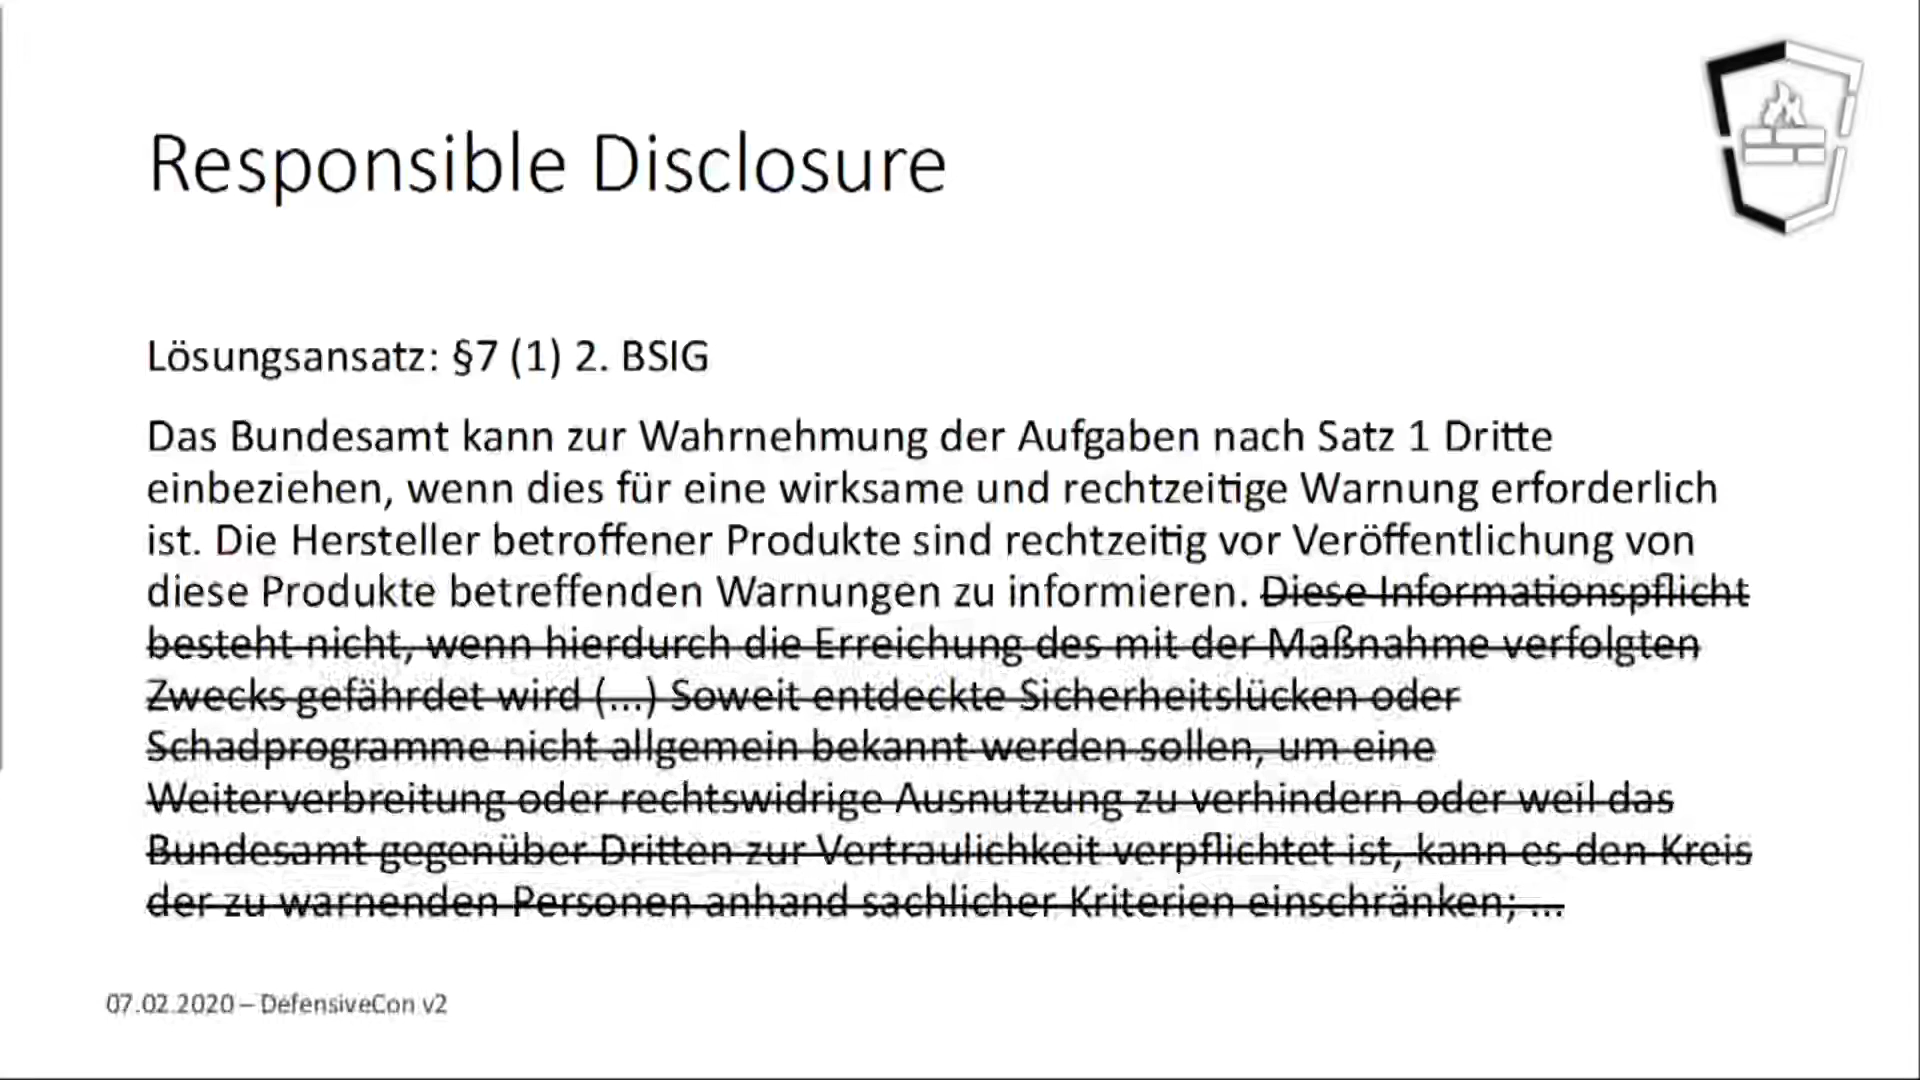 Responsible Disclosure
Lösungsansatz: §7 (1) 2. BSIG
Das Bundesamt kann zur Wahrnehmung der Aufgaben nach Satz 1 Dritte
einbeziehen, wenn dies für eine wirksame und rechtzeitige Warnung erforderlich
ist. Die Hersteller betroffener Produkte sind rechtzeitig vor Veröffentlichung von
diese Produkte betreffenden Warnungen zu informieren. Diese Informationspflicht
besteht nicht, wenn hierdurch die Erreichung des mit der Maßnahme verfolgten
Zwecks gefährdet wird (...) Soweit entdeckte Sicherheitslücken oder
Schadprogramme nicht allgemein bekannt werden sollen, um eine
Weiterverbreitung oder rechtswidrige Ausnutzung zu verhindern oder weil das
Bundesamt gegenüber Dritten zur Vertraulichkeit verpflichtet ist, kann es den Kreis
der zu warnenden Personen anhand sachlicher Kriterien einschränken; ...
07.02.2020 – DefensiveCon v2